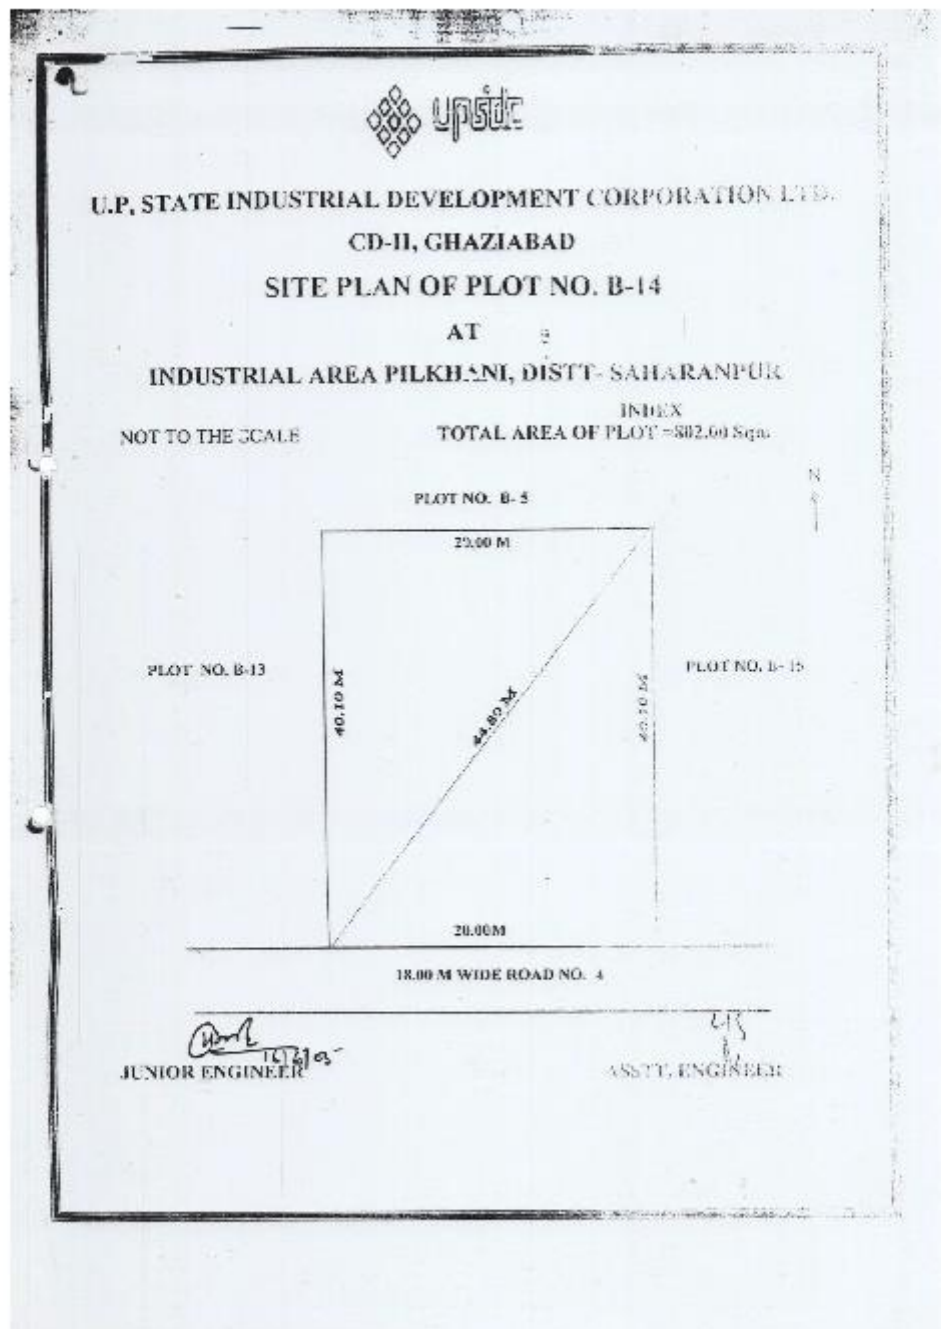 upsidc
U.P. STATE INDUSTRIAL DEVELOPMENT CORPORATION LTD.
CD-II, GHAZIABAD
SITE PLAN OF PLOT NO. B-14
AT
INDUSTRIAL AREA PILKHANI, DISTT- SAHARANPUR
INDEX
NOT TO THE SCALE
TOTAL AREA OF PLOT =802.00 Sqm.
N
PLOT NO. B- 5
20.00 M
PLOT NO. B-13
PLOT NO. B- 15
40.10 M
44.80 M
40.10 M
20.00M
18.00 M WIDE ROAD NO. 4
JUNIOR ENGINEER
ASSTT. ENGINEER